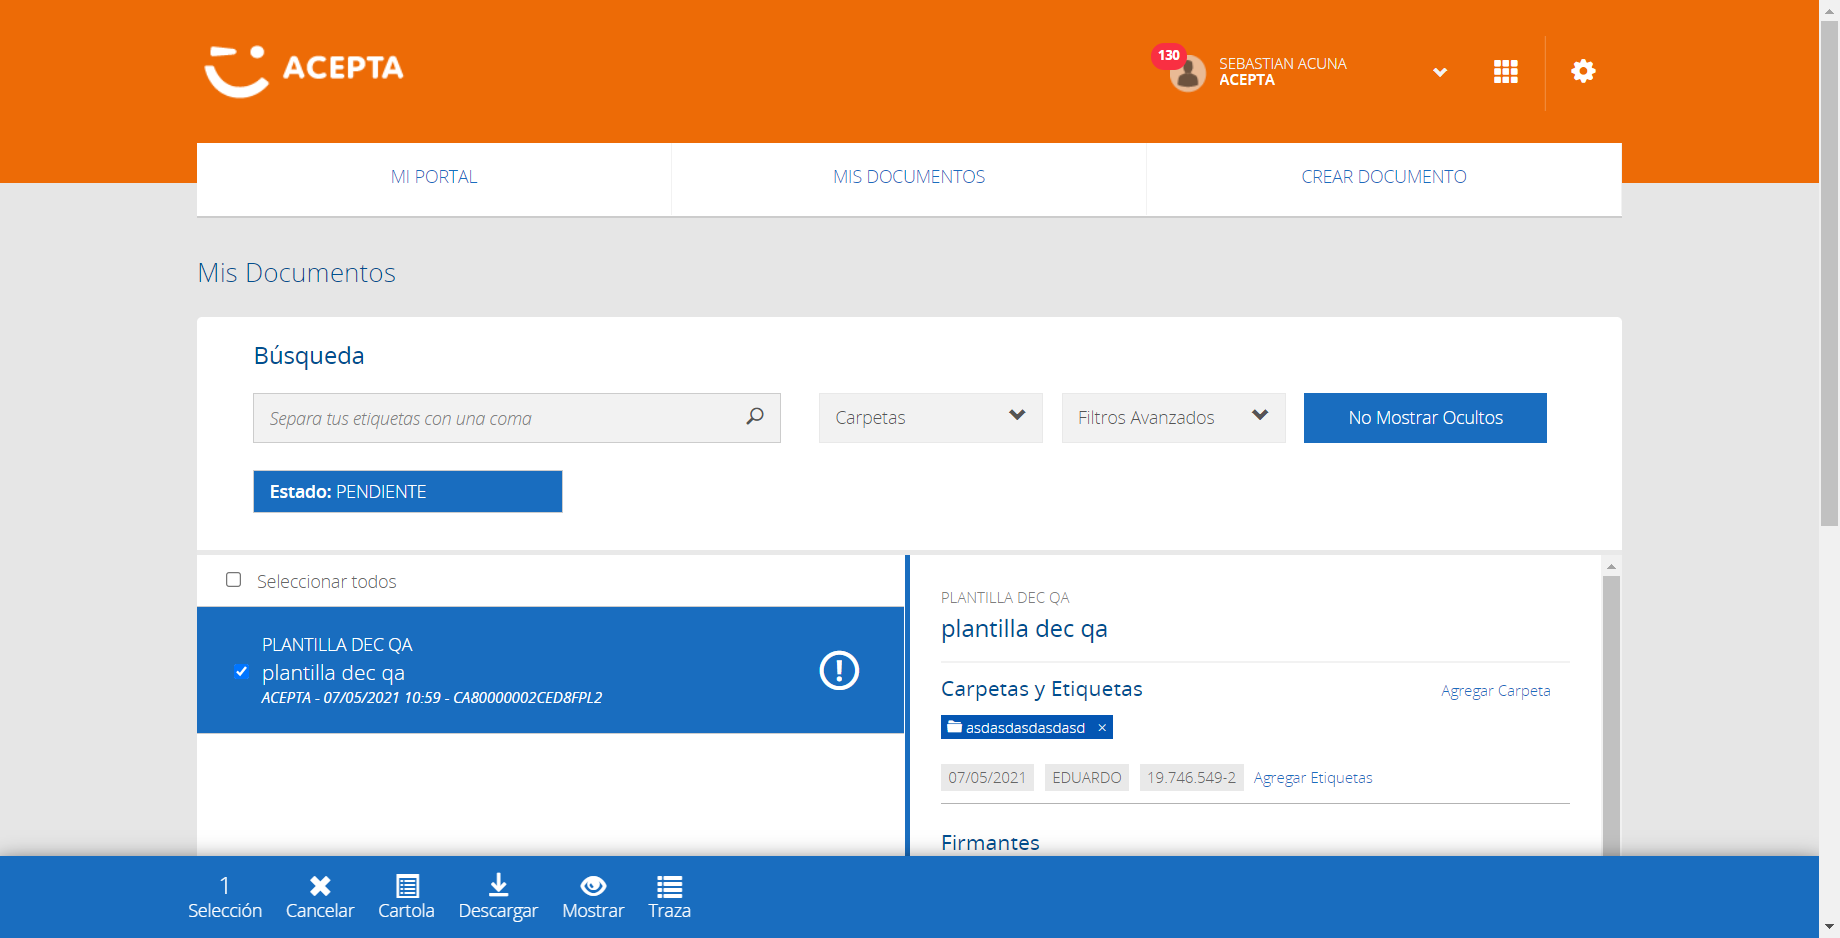 ACEPTA
130
SEBASTIAN ACUNA
ACEPTA
MI PORTAL
MIS DOCUMENTOS
CREAR DOCUMENTO
Mis Documentos
Búsqueda
Separa tus etiquetas con una coma
Carpetas
Filtros Avanzados
No Mostrar Ocultos
Estado: PENDIENTE
Seleccionar todos
PLANTILLA DEC QA
plantilla dec qa
ACEPTA - 07/05/2021 10:59 - CA80000002CED8FPL2
PLANTILLA DEC QA
plantilla dec qa
Carpetas y Etiquetas
Agregar Carpeta
asdasdasdasdasd ×
07/05/2021 EDUARDO 19.746.549-2 Agregar Etiquetas
Firmantes
1
Selección Cancelar Cartola Descargar Mostrar Traza